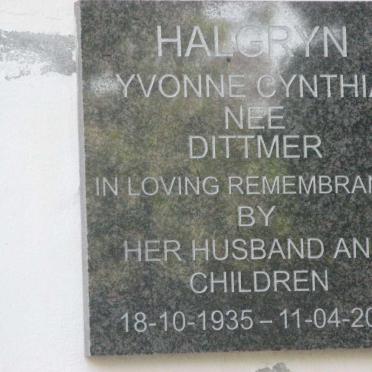 HALGRYN
YVONNE CYNTHIA
NEE
DITTMER
IN LOVING REMEMBRAN
BY
HER HUSBAND AN
CHILDREN
18-10-1935 – 11-04-20